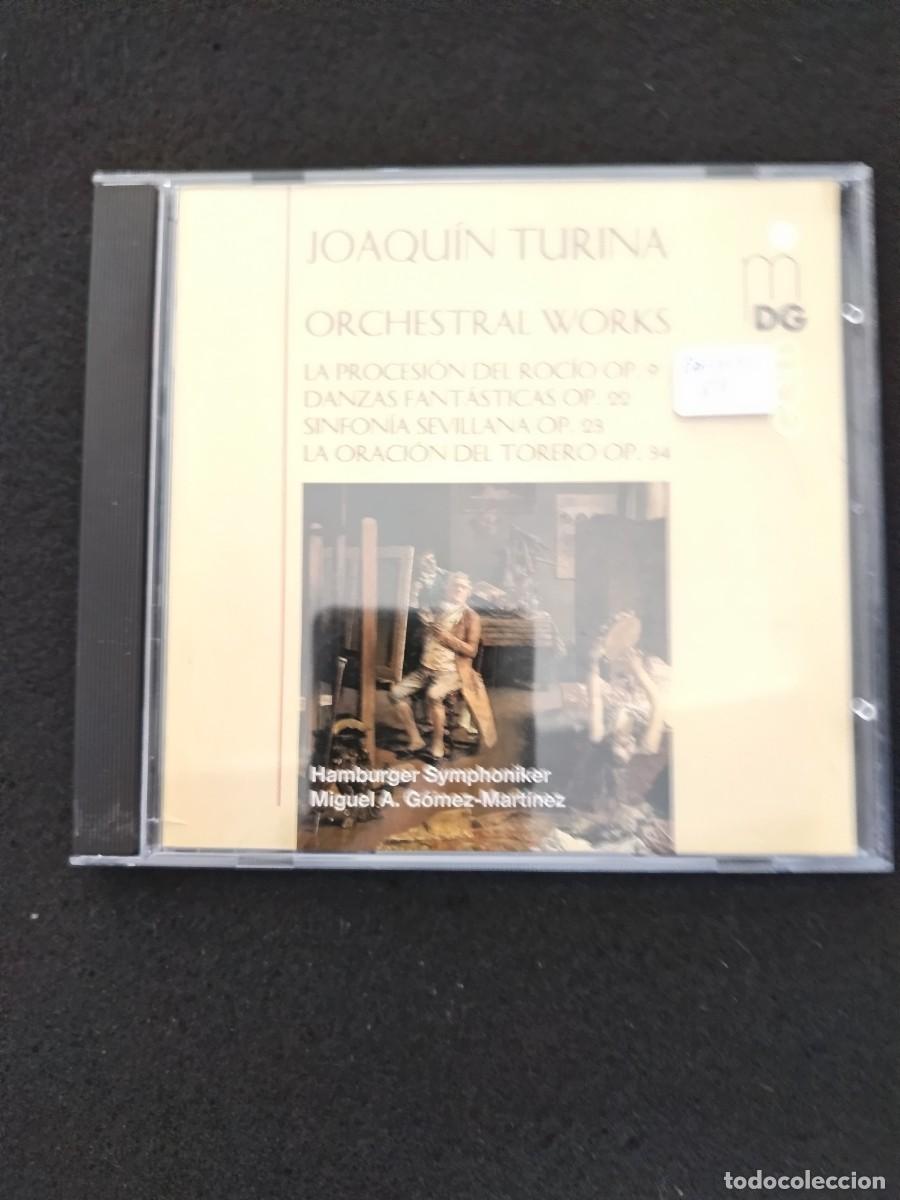 JOAQUÍN TURINA
ORCHESTRAL WORKS
LA PROCESIÓN DEL ROCÍO OP. 9
DANZAS FANTÁSTICAS OP. 22
SINFONÍA SEVILLANA OP. 23
LA ORACIÓN DEL TORERO OP. 34
mDG
Hamburger Symphoniker
Miguel A. Gómez-Martínez
todocoleccion